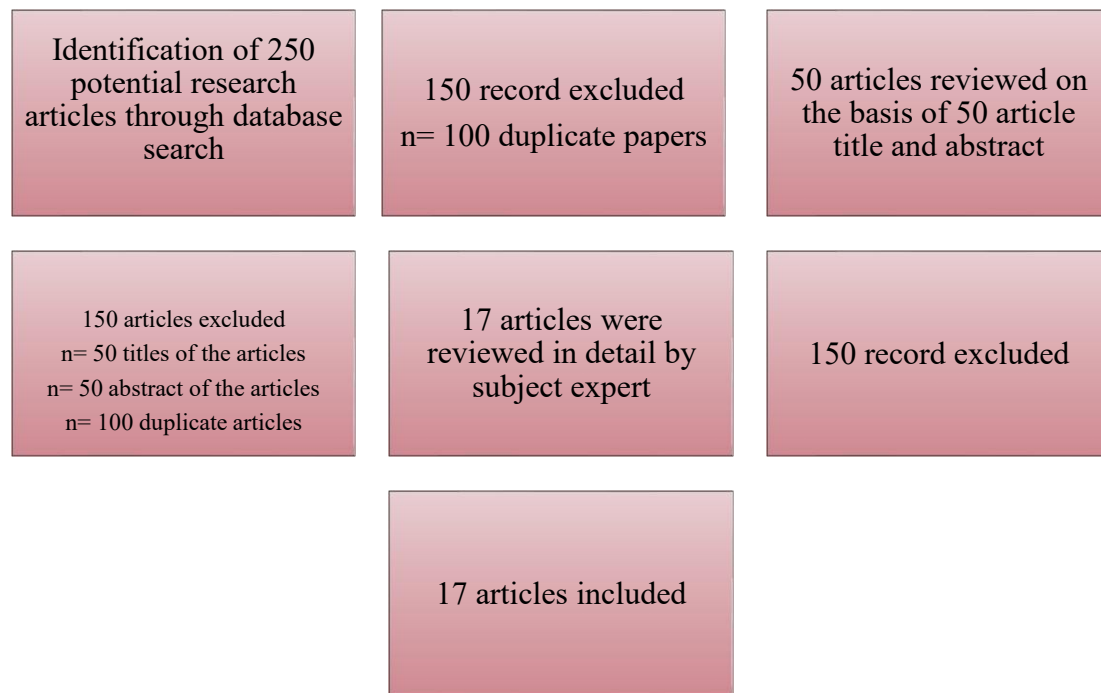 Identification of 250
potential research
articles through database
search
150 record excluded
n= 100 duplicate papers
50 articles reviewed on
the basis of 50 article
title and abstract
150 articles excluded
n= 50 titles of the articles
n= 50 abstract of the articles
n= 100 duplicate articles
17 articles were
reviewed in detail by
subject expert
150 record excluded
17 articles included